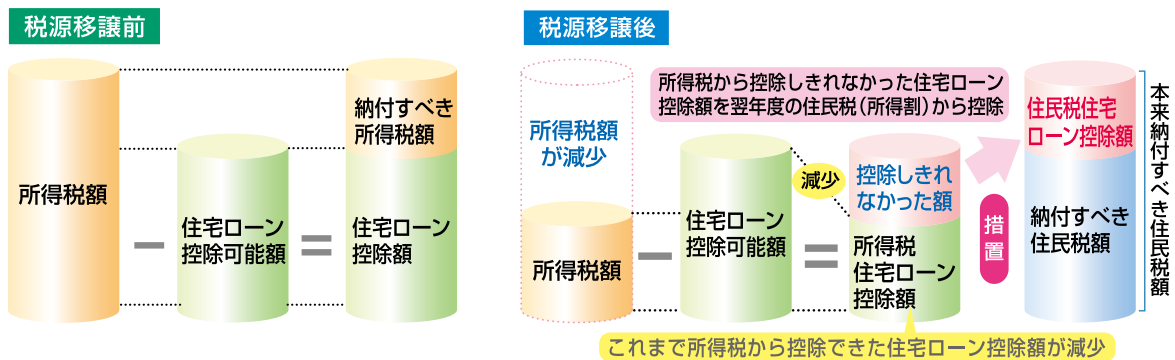 税源移譲前
所得税額
住宅ローン
控除可能額
納付すべき
所得税額
住宅ローン
控除額
税源移譲後
所得税額
が減少
所得税額
所得税から控除しきれなかった住宅ローン
控除額を翌年度の住民税（所得割）から控除
住宅ローン
控除可能額
減少
控除しきれ
なかった額
所得税
住宅ローン
控除額
措置
住民税住宅
ローン控除額
納付すべき
住民税額
本来納付すべき住民税額
これまで所得税から控除できた住宅ローン控除額が減少